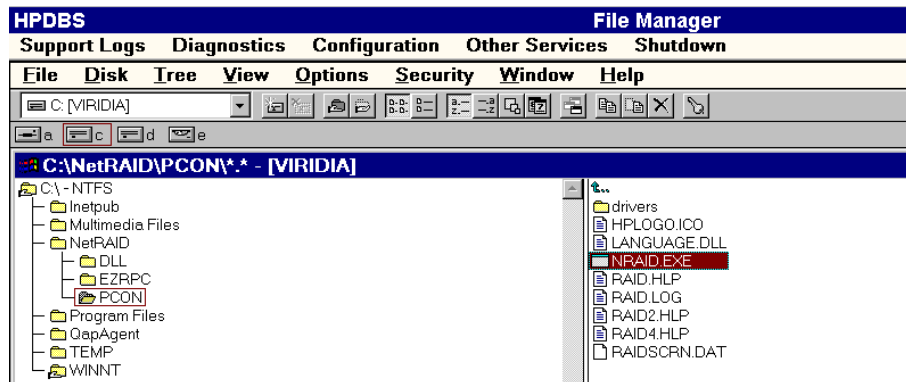 HPDBS File Manager
Support Logs Diagnostics Configuration Other Services Shutdown
File Disk Tree View Options Security Window Help
C: [VIRIDIA]
a c d e
C:\NetRAID\PCON\*.* - [VIRIDIA]
C:\ - NTFS
Inetpub
Multimedia Files
NetRAID
DLL
EZRPC
PCON
Program Files
QapAgent
TEMP
WINNT
..
drivers
HPLOGO.ICO
LANGUAGE.DLL
NRAID.EXE
RAID.HLP
RAID.LOG
RAID2.HLP
RAID4.HLP
RAIDSCRN.DAT